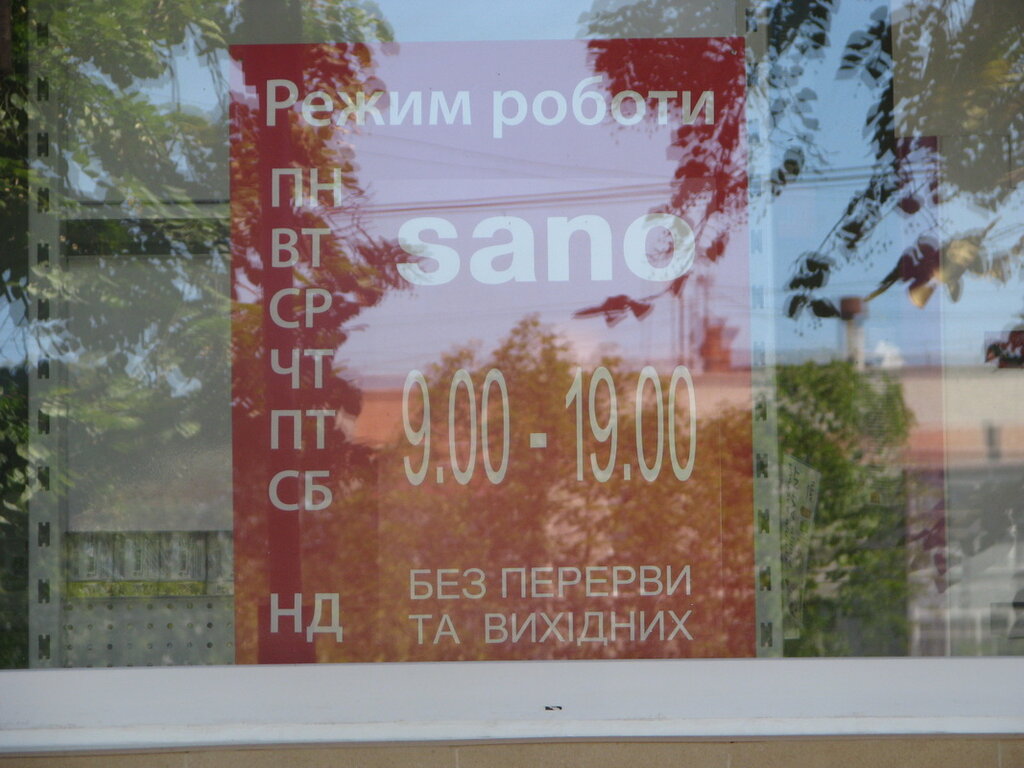 Режим роботи
ПН
ВТ
sano
СР
ЧТ
9.00 - 19.00
ПТ
СБ
НД
БЕЗ ПЕРЕРВИ
ТА ВИХІДНИХ